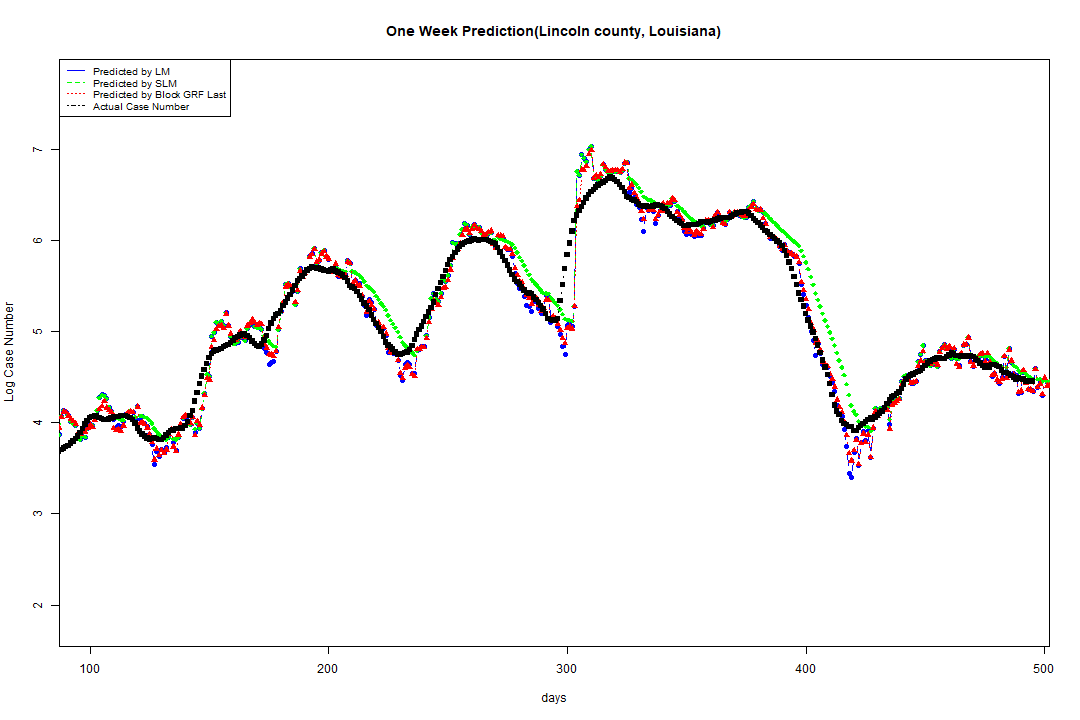 One Week Prediction(Lincoln county, Louisiana)
Predicted by LM
Predicted by SLM
Predicted by Block GRF Last
Actual Case Number
7
6
5
4
3
2
Log Case Number
100 200 300 400 500
days